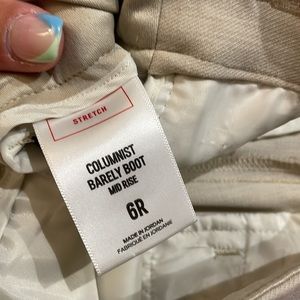 STRETCH
COLUMNIST
BARELY BOOT
MID RISE
6R
MADE IN JORDAN
FABRIQUÉ EN JORDANIE